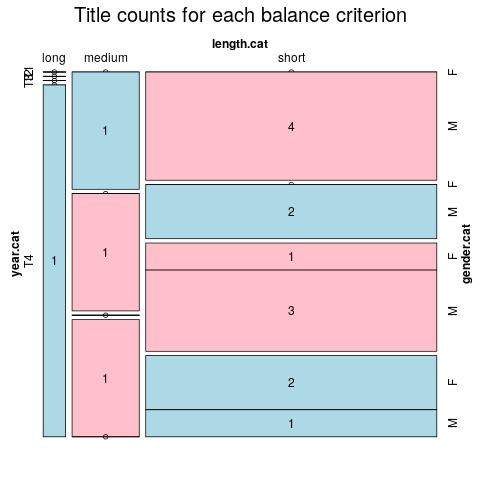 Title counts for each balance criterion
length.cat
long medium short
F
1 4 M
F
1 2 M
year.cat T4 1 1 F gender.cat
3 M
1 2 F
1 M